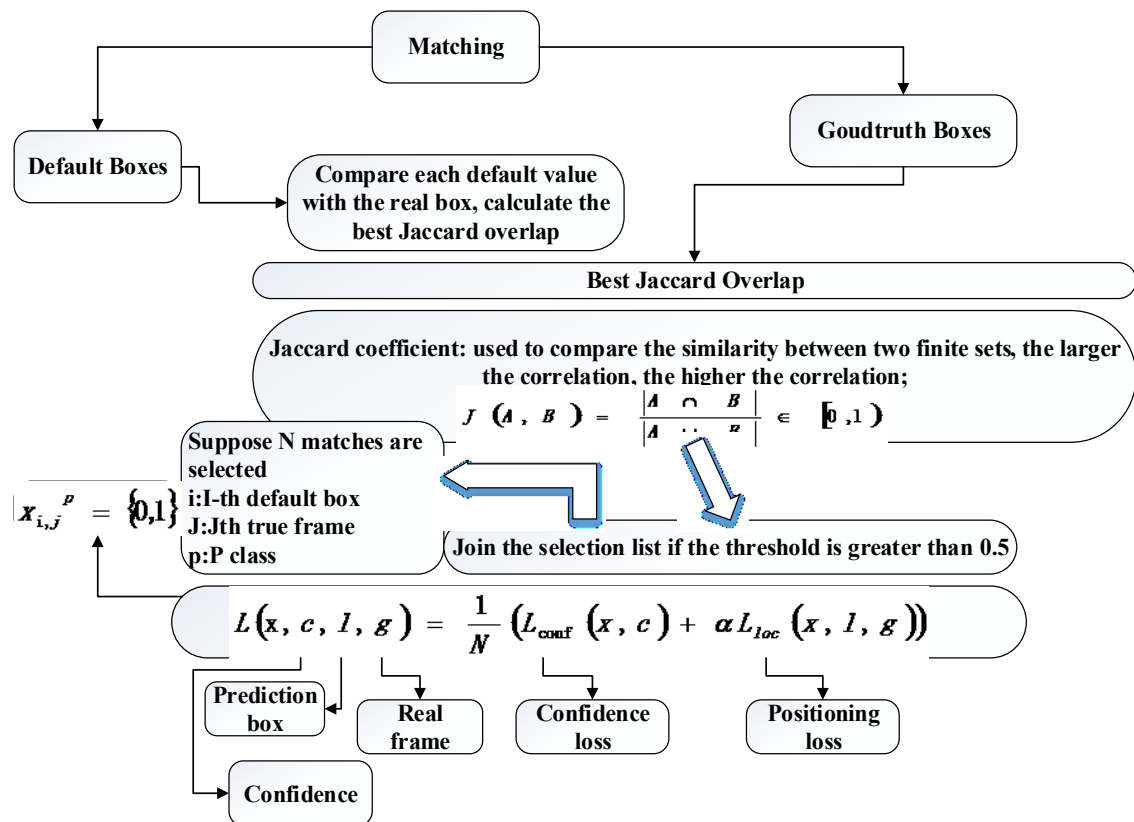 Matching
Default Boxes
Goudtruth Boxes
Compare each default value
with the real box, calculate the
best Jaccard overlap
Best Jaccard Overlap
Jaccard coefficient: used to compare the similarity between two finite sets, the larger
the correlation, the higher the correlation;
J (A, B) = |A ∩ B| / |A ∪ B| ∈ [0,1)
Suppose N matches are
selected
i:I-th default box
J:Jth true frame
p:P class
x_{i,j}^p = {0,1}
Join the selection list if the threshold is greater than 0.5
L(x, c, l, g) = 1/N (L_conf (x, c) + αL_loc (x, l, g))
Prediction
box
Real
frame
Confidence
loss
Positioning
loss
Confidence